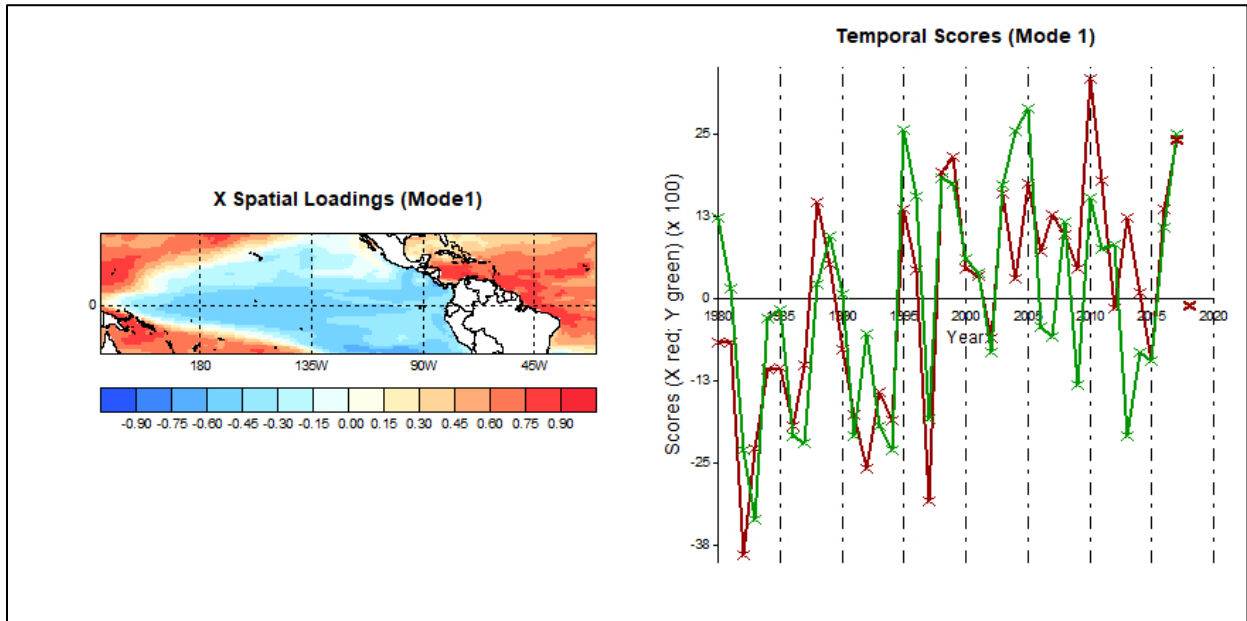 X Spatial Loadings (Mode1)
0
180 135W 90W 45W
-0.90 -0.75 -0.60 -0.45 -0.30 -0.15 0.00 0.15 0.30 0.45 0.60 0.75 0.90
Temporal Scores (Mode 1)
Scores (X red; Y green) (x 100)
25
13
0
-13
-25
-38
1980 1985 1990 1995 2000 2005 2010 2015 2020
Year